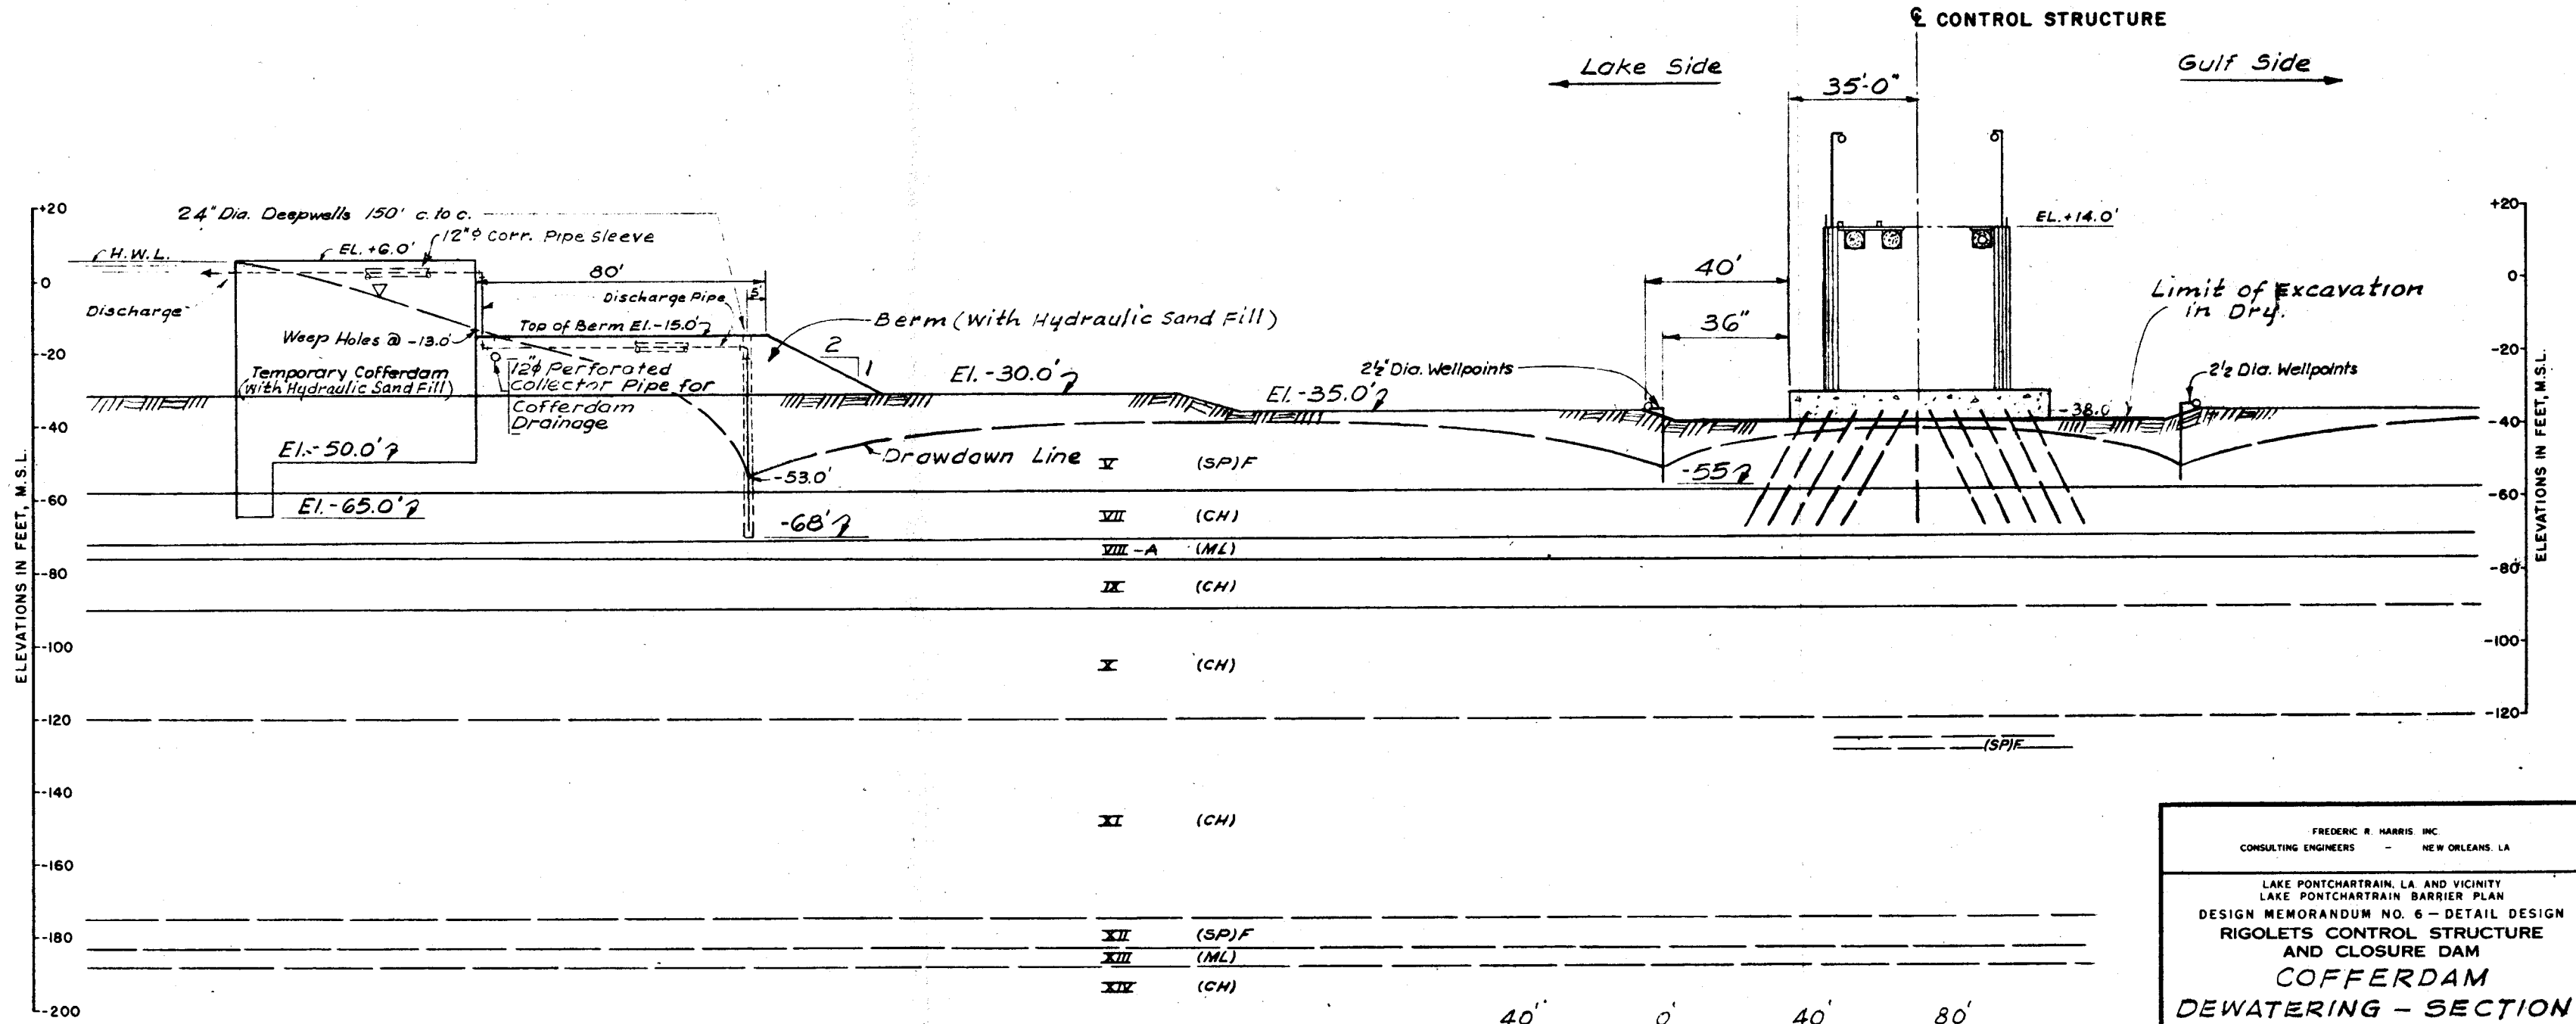 ℄ CONTROL STRUCTURE
Lake Side
Gulf Side
35'-0"
+20
24" Dia. Deepwells 150' c. to c.
12"⌀ Corr. Pipe Sleeve
H.W.L.
EL. +6.0'
80'
5'
0
Discharge
Discharge Pipe
Top of Berm El.-15.0'
Weep Holes @ -13.0'
Berm (With Hydraulic Sand Fill)
2
1
-20
Temporary Cofferdam
(With Hydraulic Sand Fill)
12"⌀ Perforated
Collector Pipe for
Cofferdam
Drainage
El. -30.0'
El. -35.0'
40'
36"
2½" Dia. Wellpoints
EL. +14.0'
+20
0
Limit of Excavation
in Dry.
-20
2½ Dia. Wellpoints
-38.0
-40
-40
El.-50.0'
Drawdown Line
V (SP)F
-53.0'
-55
-60
-60
El.-65.0'
-68'
VII (CH)
VIII-A (ML)
-80
-80
IX (CH)
-100
-100
X (CH)
-120
-120
(SP)F
-140
XI (CH)
-160
-180
XII (SP)F
XIII (ML)
XIV (CH)
-200
ELEVATIONS IN FEET, M.S.L.
ELEVATIONS IN FEET, M.S.L.
40' 0' 40' 80'
FREDERIC R. HARRIS INC.
CONSULTING ENGINEERS - NEW ORLEANS, LA
LAKE PONTCHARTRAIN, LA. AND VICINITY
LAKE PONTCHARTRAIN BARRIER PLAN
DESIGN MEMORANDUM NO. 6 - DETAIL DESIGN
RIGOLETS CONTROL STRUCTURE
AND CLOSURE DAM
COFFERDAM
DEWATERING - SECTION